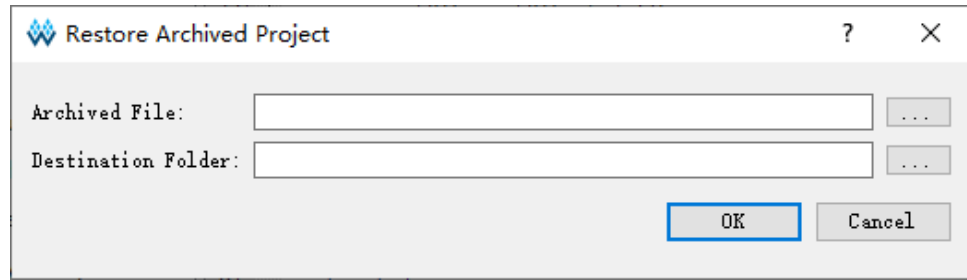 Restore Archived Project
?
Archived File:
...
Destination Folder:
...
OK
Cancel